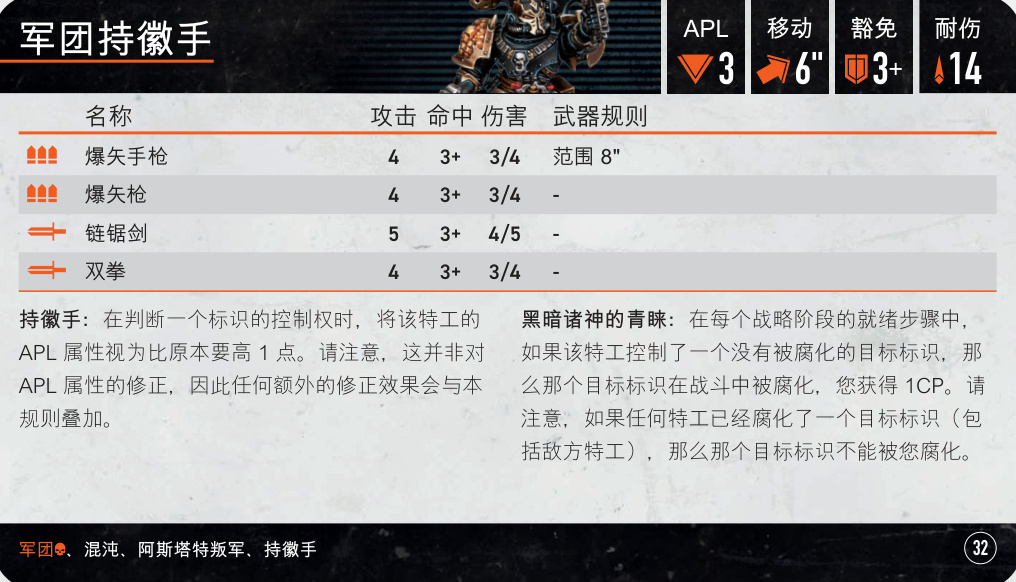 军团持徽手
APL 移动 豁免 耐伤
3 6" 3+ 14
名称 攻击 命中 伤害 武器规则
爆矢手枪 4 3+ 3/4 范围 8"
爆矢枪 4 3+ 3/4 -
链锯剑 5 3+ 4/5 -
双拳 4 3+ 3/4 -
持徽手：在判断一个标识的控制权时，将该特工的
APL 属性视为比原本要高 1 点。请注意，这并非对
APL 属性的修正，因此任何额外的修正效果会与本
规则叠加。
黑暗诸神的青睐：在每个战略阶段的就绪步骤中，
如果该特工控制了一个没有被腐化的目标标识，那
么那个目标标识在战斗中被腐化，您获得 1CP。请
注意，如果任何特工已经腐化了一个目标标识（包
括敌方特工），那么那个目标标识不能被您腐化。
军团、混沌、阿斯塔特叛军、持徽手
32